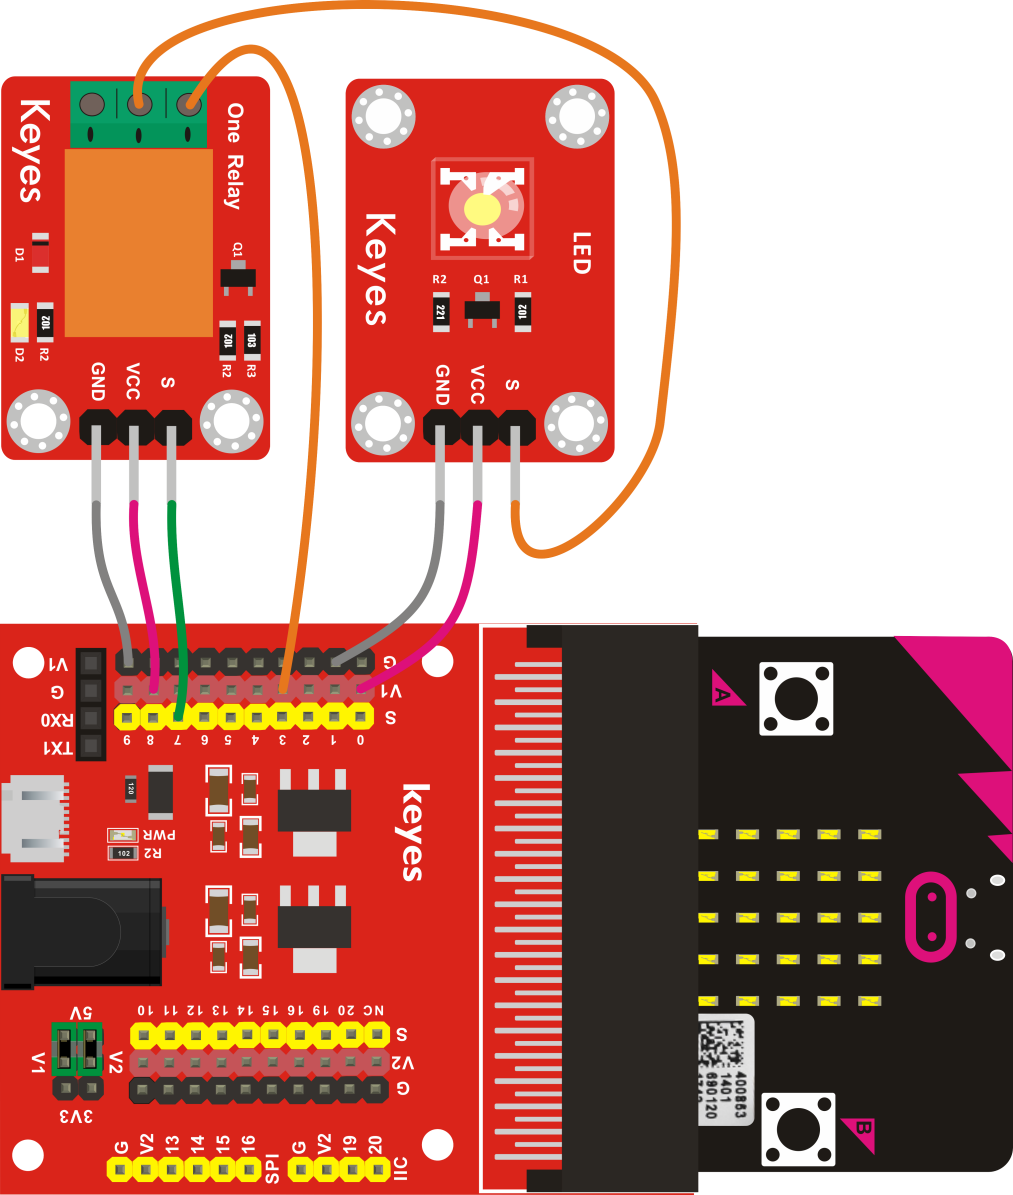 Keyes
One Relay
D1
Q1
D2
R2
R2
R3
GND
VCC
S
102
102
103
Keyes
LED
R2
Q1
R1
221
102
GND
VCC
S
V1
G
RX0
TX1
G
V1
S
9 8 7 6 5 4 3 2 1 0
120
PWR
R2
102
keyes
A
5V
V1
V2
3V3
10 11 12 13 14 15 16 19 20 NC
S
V2
G
G V2 13 14 15 16
SPI
G V2 19 20
IIC
400863
1401
690120
B